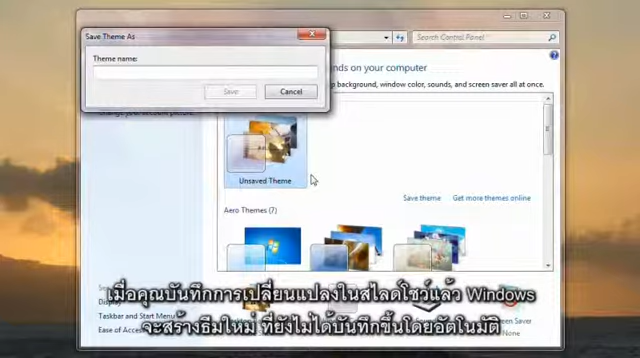 Save Theme As
Theme name:
Save
Cancel
Search Control Panel
nds on your computer
p background, window color, sounds, and screen saver all at once.
Unsaved Theme
Save theme
Get more themes online
Aero Themes (7)
เมื่อคุณบันทึกการเปลี่ยนแปลงในสไลด์โชว์แล้ว Windows
จะสร้างธีมใหม่ ที่ยังไม่ได้บันทึกขึ้นโดยอัตโนมัติ
Taskbar and Start Menu
Ease of Access
Screen Saver